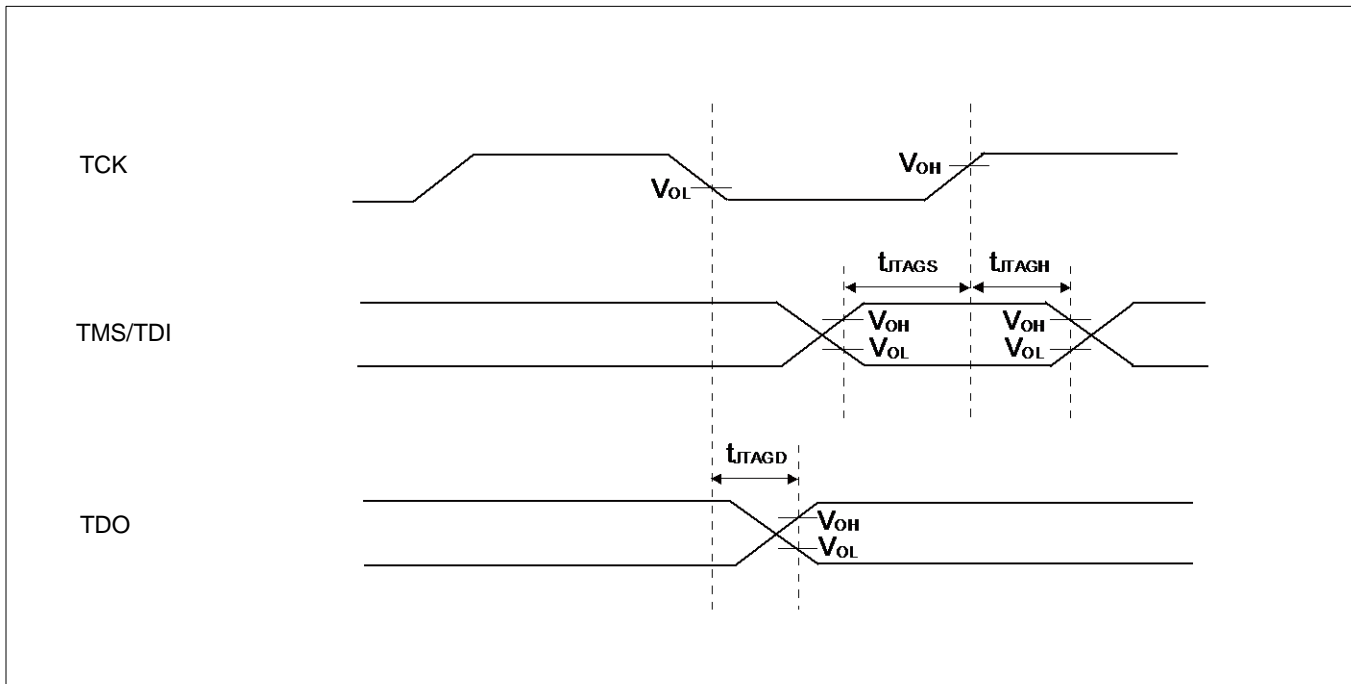 TCK
VOL
VOH
tJTAGS
tJTAGH
TMS/TDI
VOH
VOL
VOH
VOL
tJTAGD
TDO
VOH
VOL